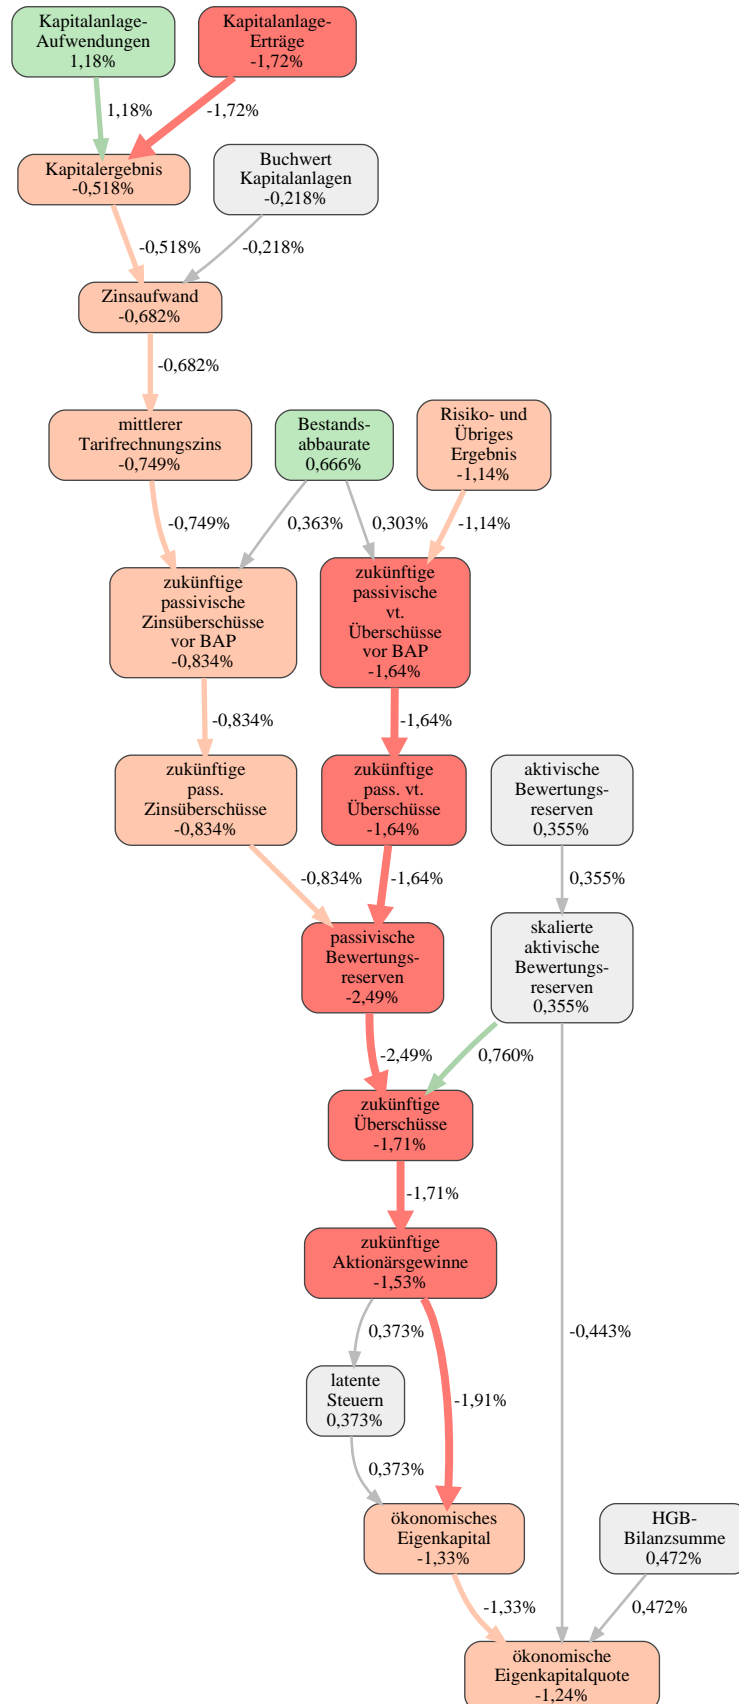 Kapitalanlage-
Aufwendungen
1,18%
Kapitalanlage-
Erträge
-1,72%
1,18%
-1,72%
Kapitalergebnis
-0,518%
Buchwert
Kapitalanlagen
-0,218%
-0,518%
-0,218%
Zinsaufwand
-0,682%
-0,682%
mittlerer
Tarifrechnungszins
-0,749%
Bestands-
abbaurate
0,666%
Risiko- und
Übriges
Ergebnis
-1,14%
-0,749%
0,363%
0,303%
-1,14%
zukünftige
passivische
Zinsüberschüsse
vor BAP
-0,834%
zukünftige
passivische
vt.
Überschüsse
vor BAP
-1,64%
-0,834%
-1,64%
zukünftige
pass.
Zinsüberschüsse
-0,834%
zukünftige
pass. vt.
Überschüsse
-1,64%
aktivische
Bewertungs-
reserven
0,355%
-0,834%
-1,64%
0,355%
passivische
Bewertungs-
reserven
-2,49%
skalierte
aktivische
Bewertungs-
reserven
0,355%
-2,49%
0,760%
zukünftige
Überschüsse
-1,71%
-1,71%
zukünftige
Aktionärsgewinne
-1,53%
0,373%
-0,443%
latente
Steuern
0,373%
-1,91%
0,373%
ökonomisches
Eigenkapital
-1,33%
HGB-
Bilanzsumme
0,472%
-1,33%
0,472%
ökonomische
Eigenkapitalquote
-1,24%